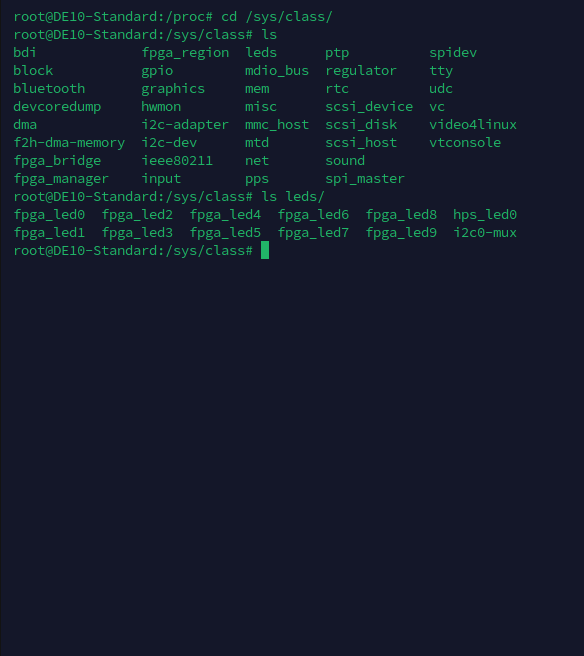 root@DE10-Standard:/proc# cd /sys/class/
root@DE10-Standard:/sys/class# ls
bdi             fpga_region   leds      ptp          spidev
block           gpio          mdio_bus  regulator    tty
bluetooth       graphics      mem       rtc          udc
devcoredump     hwmon         misc      scsi_device  vc
dma             i2c-adapter   mmc_host  scsi_disk    video4linux
f2h-dma-memory  i2c-dev       mtd       scsi_host    vtconsole
fpga_bridge     ieee80211     net       sound
fpga_manager    input         pps       spi_master
root@DE10-Standard:/sys/class# ls leds/
fpga_led0  fpga_led2  fpga_led4  fpga_led6  fpga_led8  hps_led0
fpga_led1  fpga_led3  fpga_led5  fpga_led7  fpga_led9  i2c0-mux
root@DE10-Standard:/sys/class#